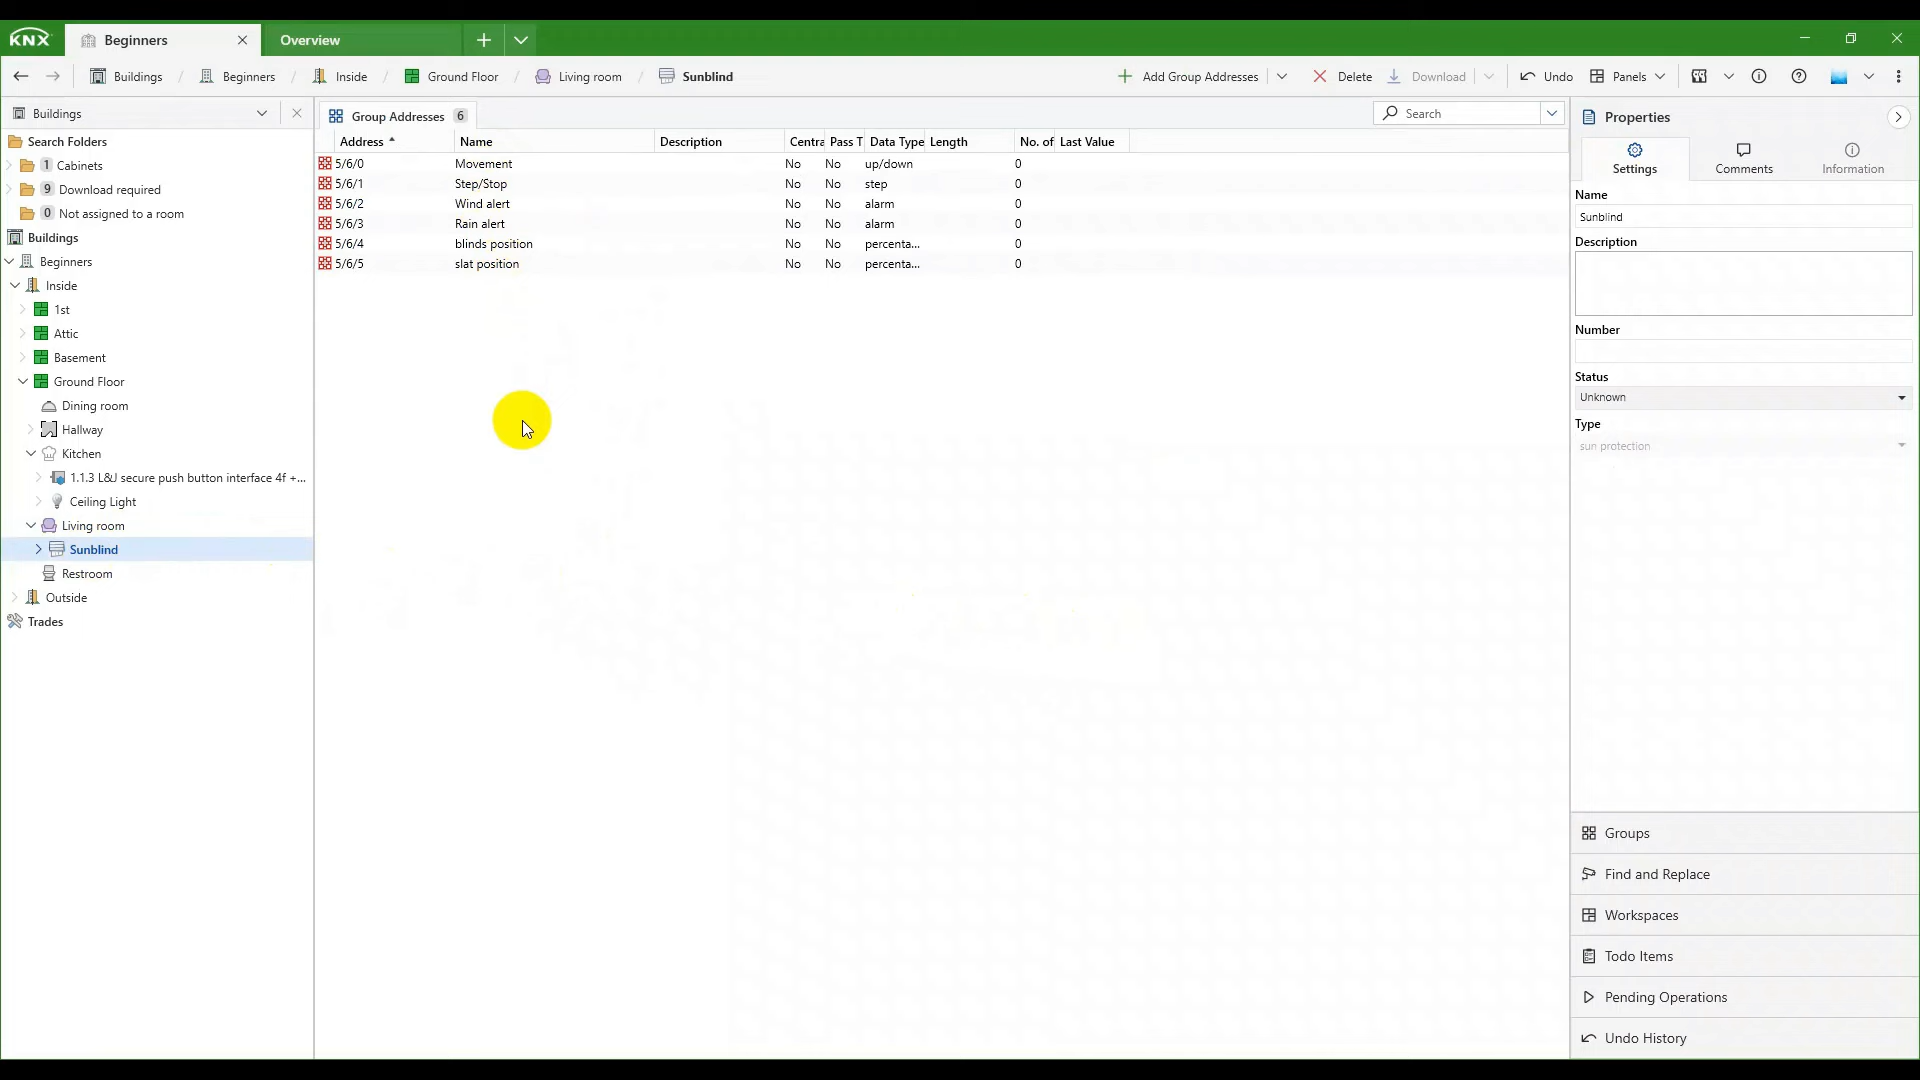 KNX Beginners Overview
Buildings / Beginners / Inside / Ground Floor / Living room / Sunblind Add Group Addresses Delete Download Undo Panels
Buildings
Search Folders
1 Cabinets
9 Download required
0 Not assigned to a room
Buildings
Beginners
Inside
1st
Attic
Basement
Ground Floor
Dining room
Hallway
Kitchen
1.1.3 L&J secure push button interface 4f +...
Ceiling Light
Living room
Sunblind
Restroom
Outside
Trades
Group Addresses 6 Search
Address Name Description Centra Pass T Data Type Length No. of Last Value
5/6/0 Movement No No up/down 0
5/6/1 Step/Stop No No step 0
5/6/2 Wind alert No No alarm 0
5/6/3 Rain alert No No alarm 0
5/6/4 blinds position No No percenta... 0
5/6/5 slat position No No percenta... 0
Properties
Settings Comments Information
Name
Sunblind
Description
Number
Status
Unknown
Type
sun protection
Groups
Find and Replace
Workspaces
Todo Items
Pending Operations
Undo History